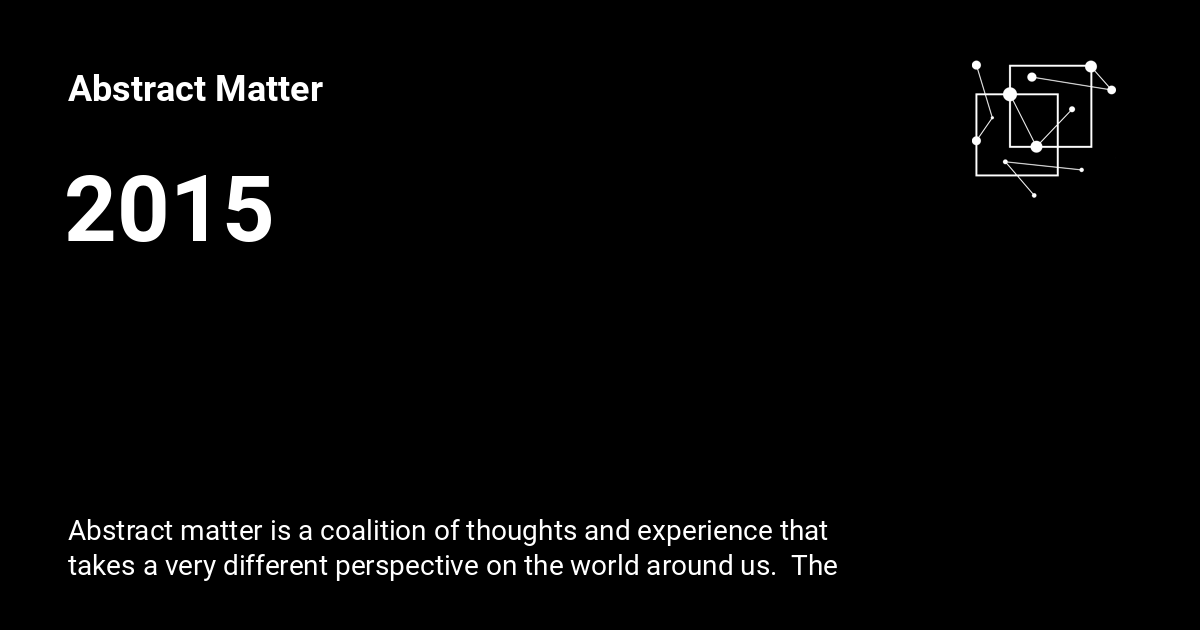 Abstract Matter
2015
Abstract matter is a coalition of thoughts and experience that
takes a very different perspective on the world around us.  The